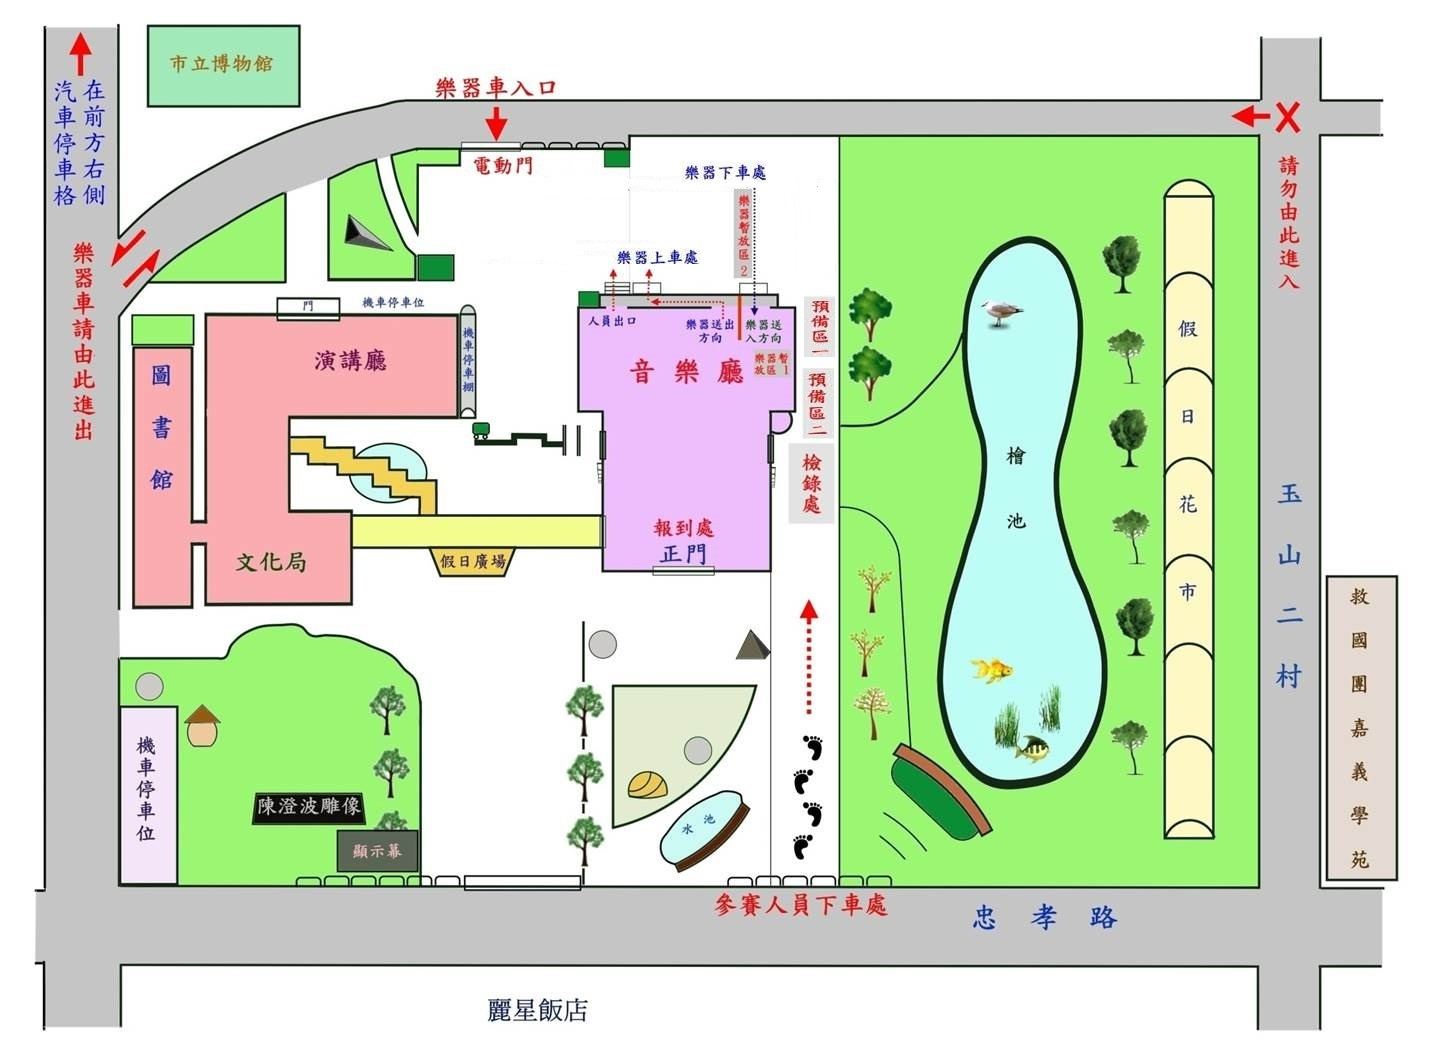 市立博物館
在前方右側
汽車停車格
樂器車請由此進出
樂器車入口
電動門
請勿由此進入
樂器下車處
樂器暫放區2
樂器上車處
人員出口
樂器送出
方向
樂器送
入方向
樂器暫
放區1
音樂廳
預備區一
預備區二
檢錄處
報到處
正門
門
機車停車位
機車停車棚
演講廳
圖書館
文化局
假日廣場
檜池
假日花市
玉山二村
救國團嘉義學苑
機車停車位
陳澄波雕像
顯示幕
水池
參賽人員下車處
忠孝路
麗星飯店